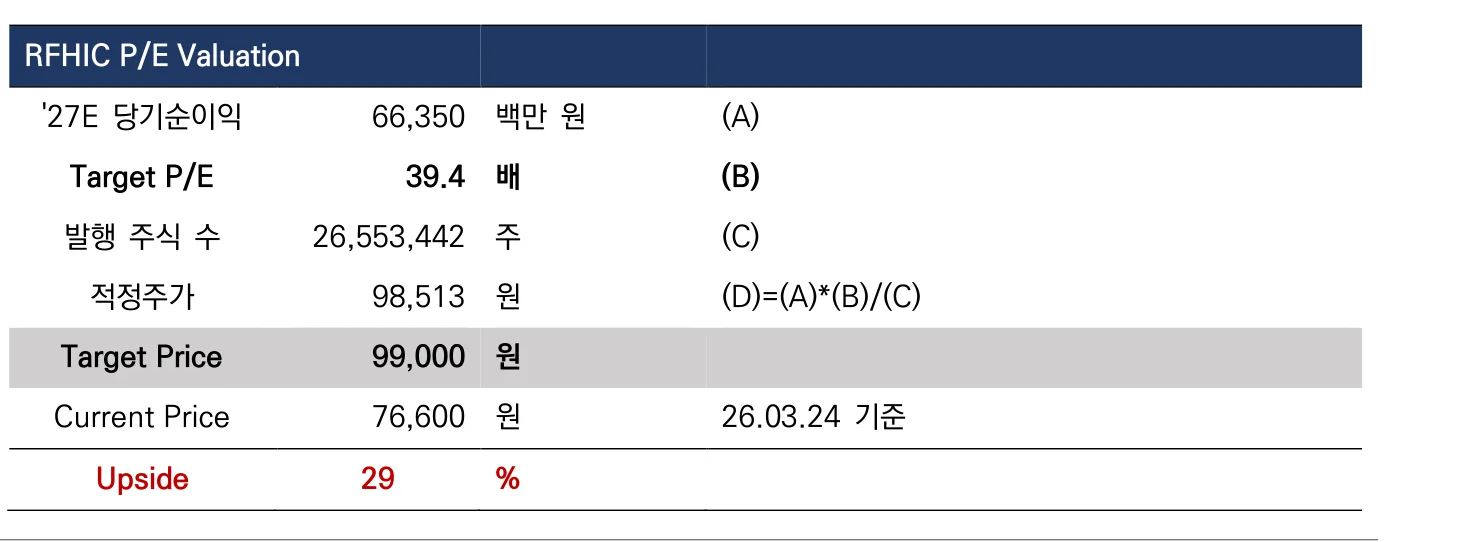 RFHIC P/E Valuation
'27E 당기순이익 66,350 백만 원 (A)
Target P/E 39.4 배 (B)
발행 주식 수 26,553,442 주 (C)
적정주가 98,513 원 (D)=(A)*(B)/(C)
Target Price 99,000 원
Current Price 76,600 원 26.03.24 기준
Upside 29 %